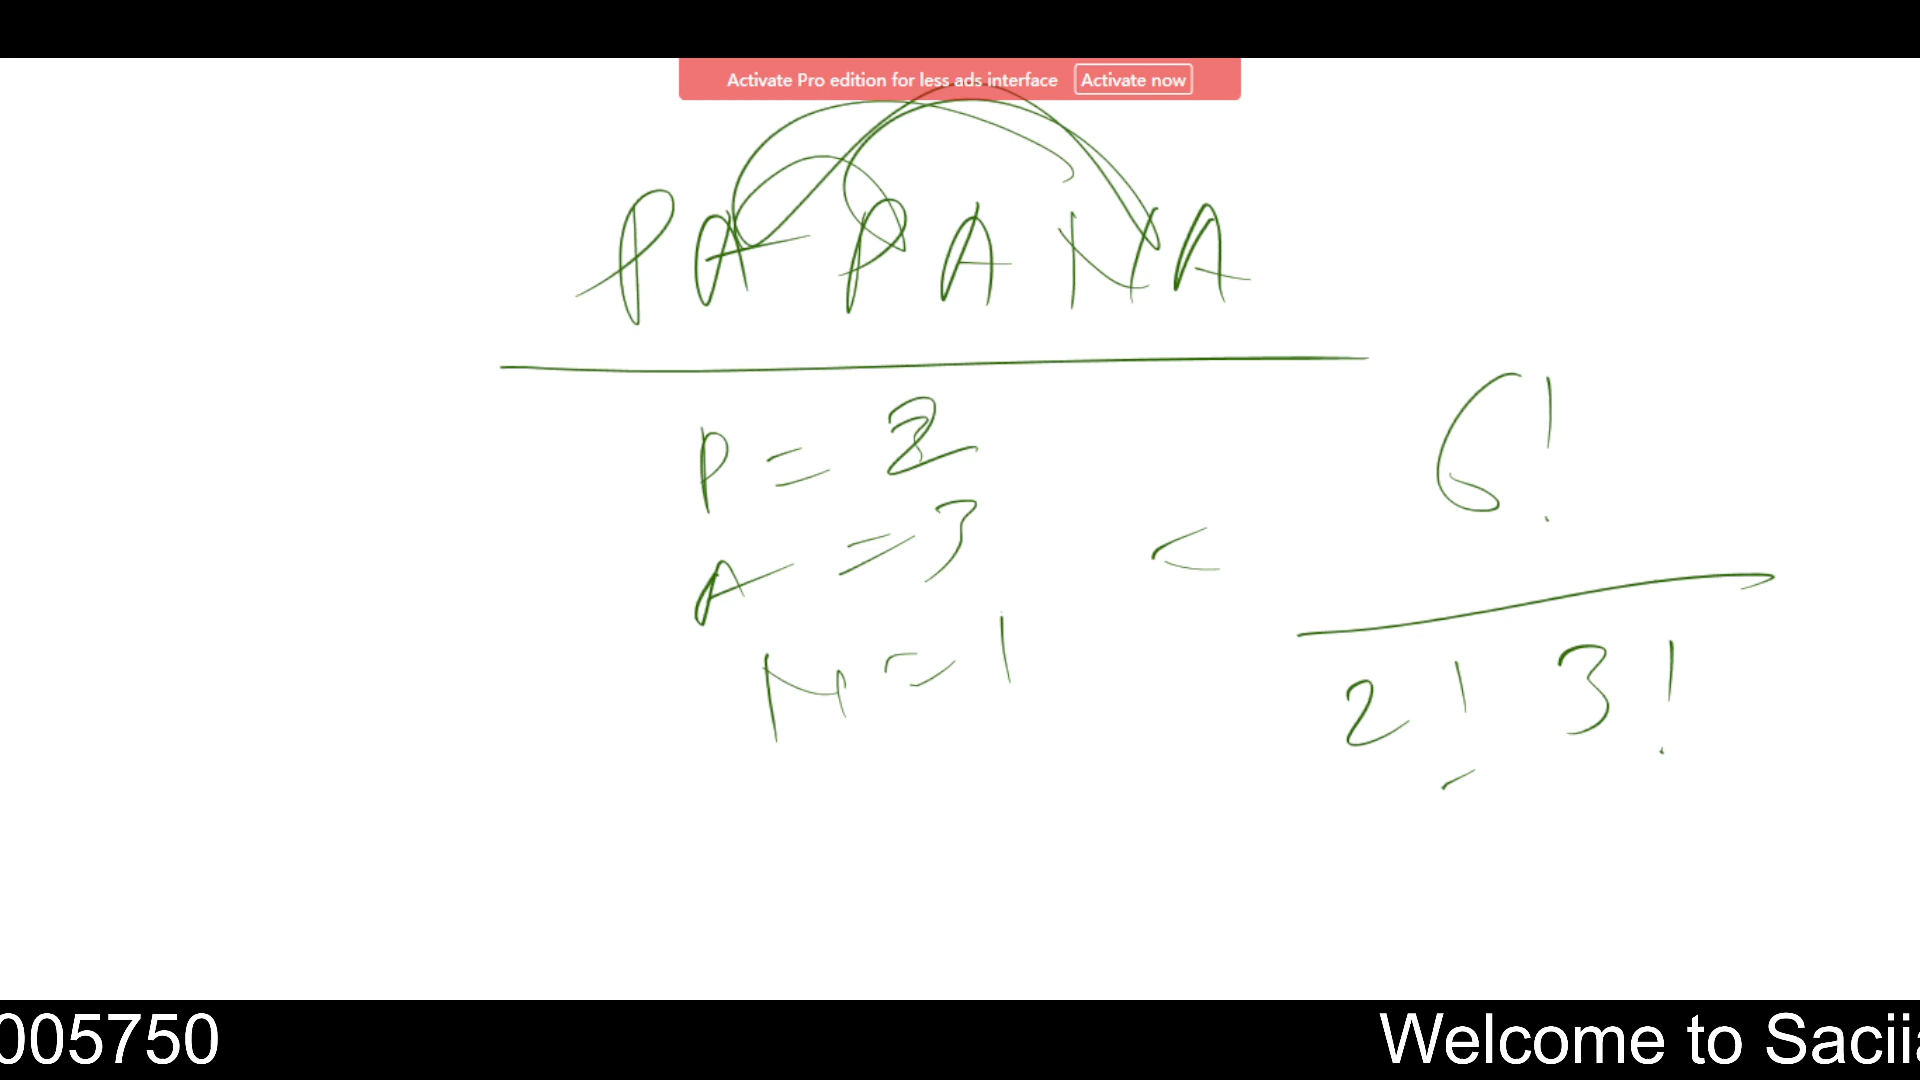 Activate Pro edition for less ads interface Activate now
PAPANA
P = 2
A = 3
N = 1
<
6!
2! 3!
005750
Welcome to Sacii